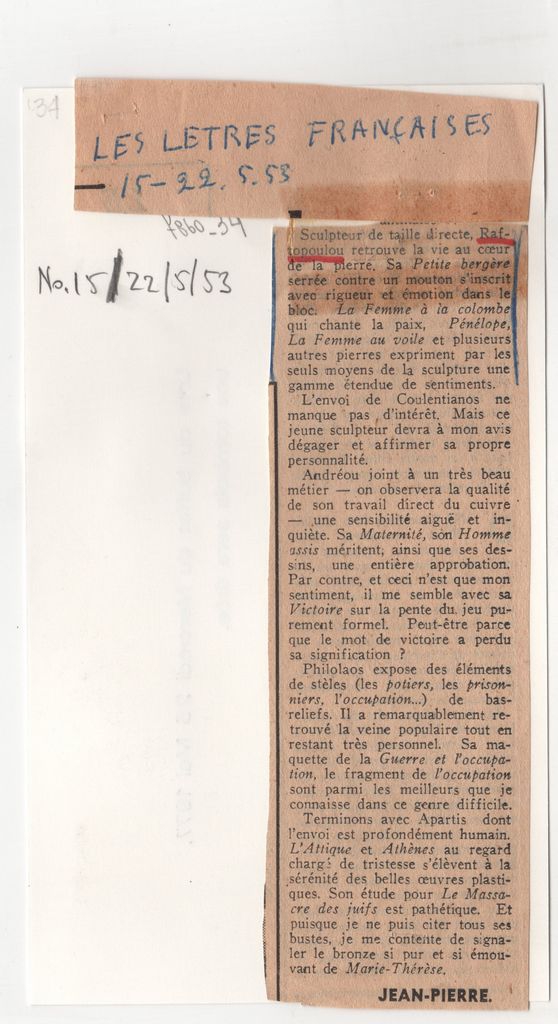 '34
LES LETRES FRANÇAISES
— 15-22.5.53
7860_34
No. 15/22/5/53
Sculpteur de taille directe, Raf-
topoulou retrouve la vie au cœur
de la pierre. Sa Petite bergère
serrée contre un mouton s'inscrit
avec rigueur et émotion dans le
bloc. La Femme à la colombe
qui chante la paix, Pénélope,
La Femme au voile et plusieurs
autres pierres expriment par les
seuls moyens de la sculpture une
gamme étendue de sentiments.
L'envoi de Coulentianos ne
manque pas d'intérêt. Mais ce
jeune sculpteur devra à mon avis
dégager et affirmer sa propre
personnalité.
Andréou joint à un très beau
métier — on observera la qualité
de son travail direct du cuivre
— une sensibilité aiguë et in-
quiète. Sa Maternité, son Homme
assis méritent, ainsi que ses des-
sins, une entière approbation.
Par contre, et ceci n'est que mon
sentiment, il me semble avec sa
Victoire sur la pente du jeu pu-
rement formel. Peut-être parce
que le mot de victoire a perdu
sa signification ?
Philolaos expose des éléments
de stèles (les potiers, les prison-
niers, l'occupation...) de bas-
reliefs. Il a remarquablement re-
trouvé la veine populaire tout en
restant très personnel. Sa ma-
quette de la Guerre et l'occupa-
tion, le fragment de l'occupation
sont parmi les meilleurs que je
connaisse dans ce genre difficile.
Terminons avec Apartis dont
l'envoi est profondément humain.
L'Attique et Athènes au regard
chargé de tristesse s'élèvent à la
sérénité des belles œuvres plasti-
ques. Son étude pour Le Massa-
cre des juifs est pathétique. Et
puisque je ne puis citer tous ses
bustes, je me contente de signa-
ler le bronze si pur et si émou-
vant de Marie-Thérèse.
JEAN-PIERRE.